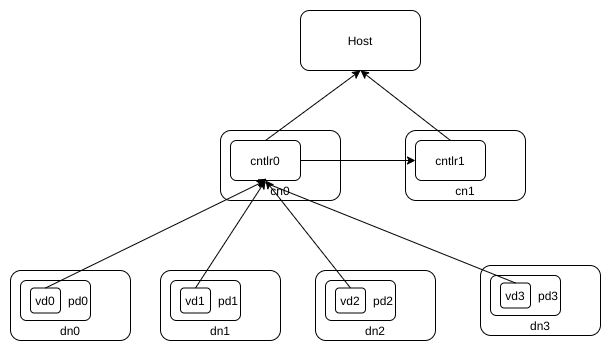 Host
cntlr0
cntlr1
cn0
cn1
vd0 pd0
vd1 pd1
vd2 pd2
vd3 pd3
dn0
dn1
dn2
dn3